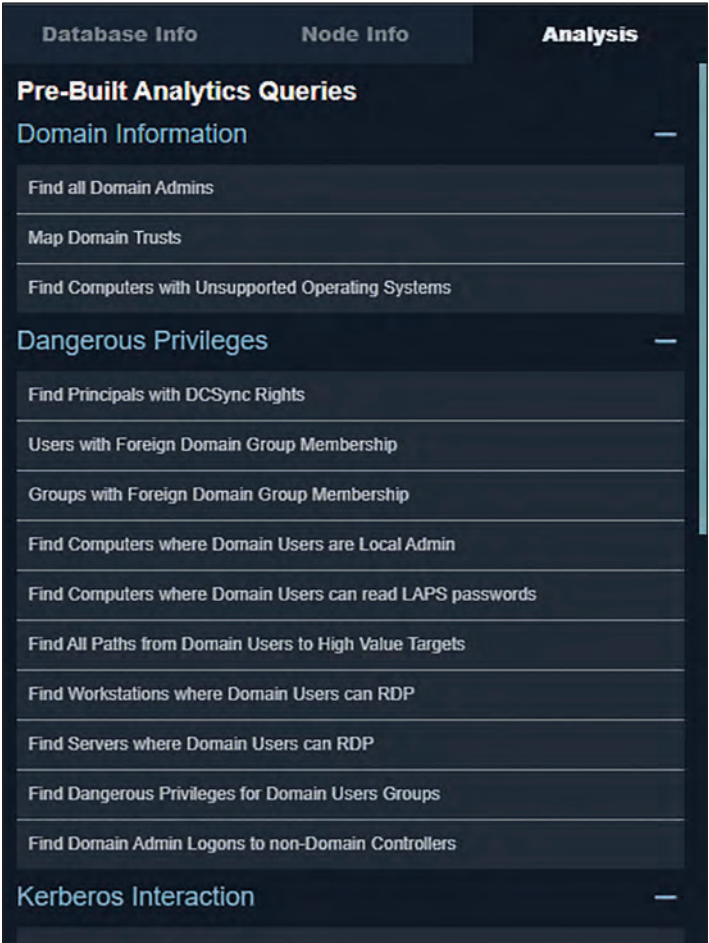 Database Info Node Info Analysis
Pre-Built Analytics Queries
Domain Information
Find all Domain Admins
Map Domain Trusts
Find Computers with Unsupported Operating Systems
Dangerous Privileges
Find Principals with DCSync Rights
Users with Foreign Domain Group Membership
Groups with Foreign Domain Group Membership
Find Computers where Domain Users are Local Admin
Find Computers where Domain Users can read LAPS passwords
Find All Paths from Domain Users to High Value Targets
Find Workstations where Domain Users can RDP
Find Servers where Domain Users can RDP
Find Dangerous Privileges for Domain Users Groups
Find Domain Admin Logons to non-Domain Controllers
Kerberos Interaction